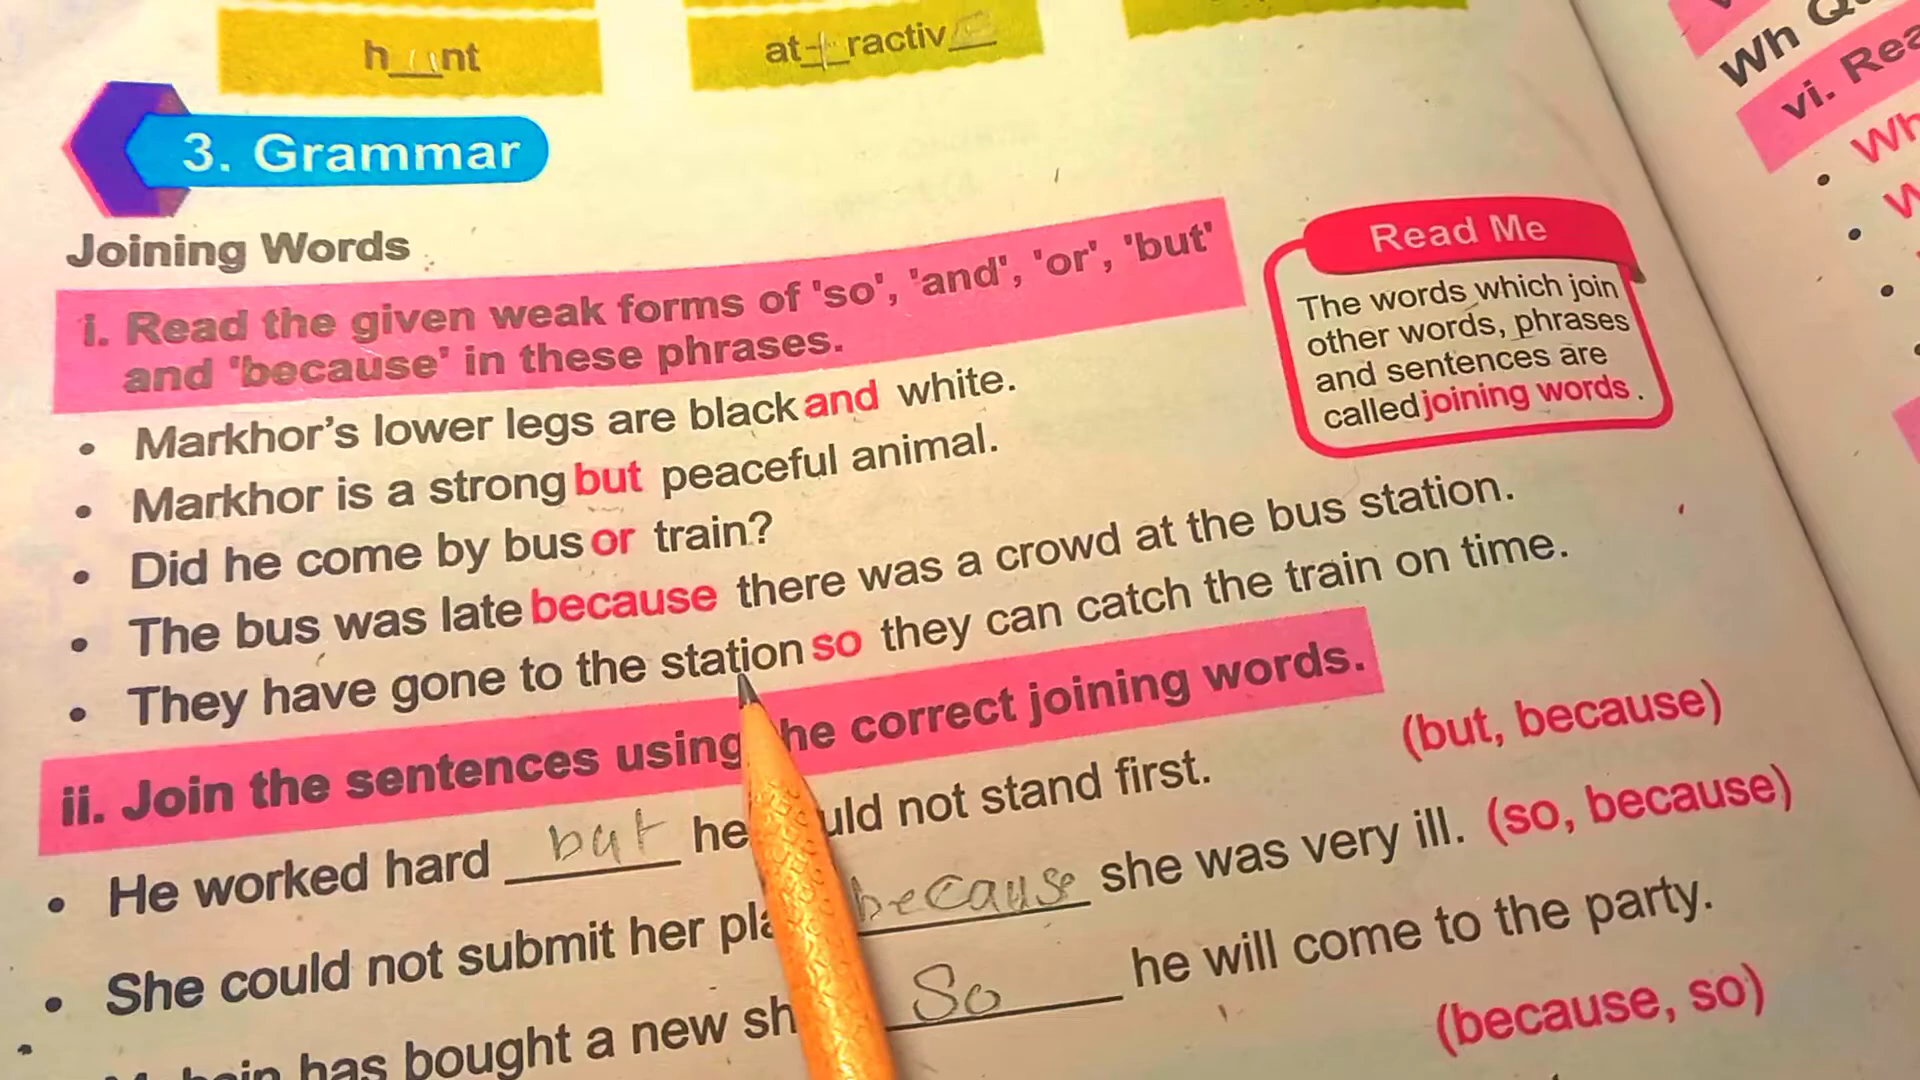 h__nt
at_t_ractiv__
3. Grammar
Joining Words
i. Read the given weak forms of 'so', 'and', 'or', 'but'
and 'because' in these phrases.
Read Me
The words which join
other words, phrases
and sentences are
called joining words.
• Markhor's lower legs are black and white.
• Markhor is a strong but peaceful animal.
• Did he come by bus or train?
• The bus was late because there was a crowd at the bus station.
• They have gone to the station so they can catch the train on time.
ii. Join the sentences using he correct joining words.
• He worked hard but he uld not stand first. (but, because)
• She could not submit her because she was very ill. (so, because)
has bought a new So he will come to the party.
(because, so)
Wh
vi.
Wh